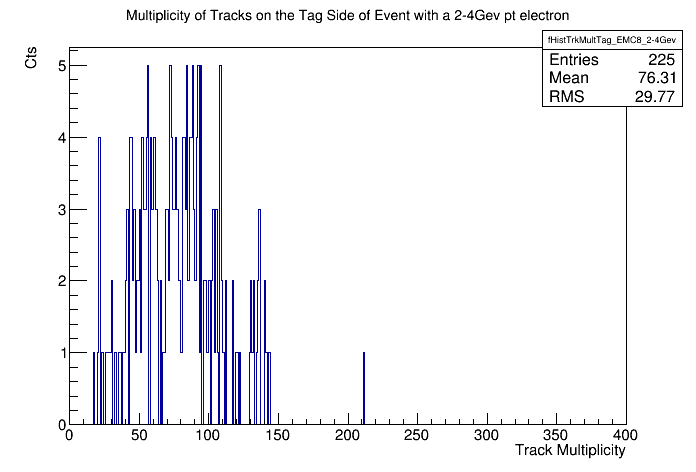 Multiplicity of Tracks on the Tag Side of Event with a 2-4Gev pt electron
fHistTrkMultTag_EMC8_2-4Gev
Entries 225
Mean 76.31
RMS 29.77
Cts
5
4
3
2
1
0
0 50 100 150 200 250 300 350 400
Track Multiplicity